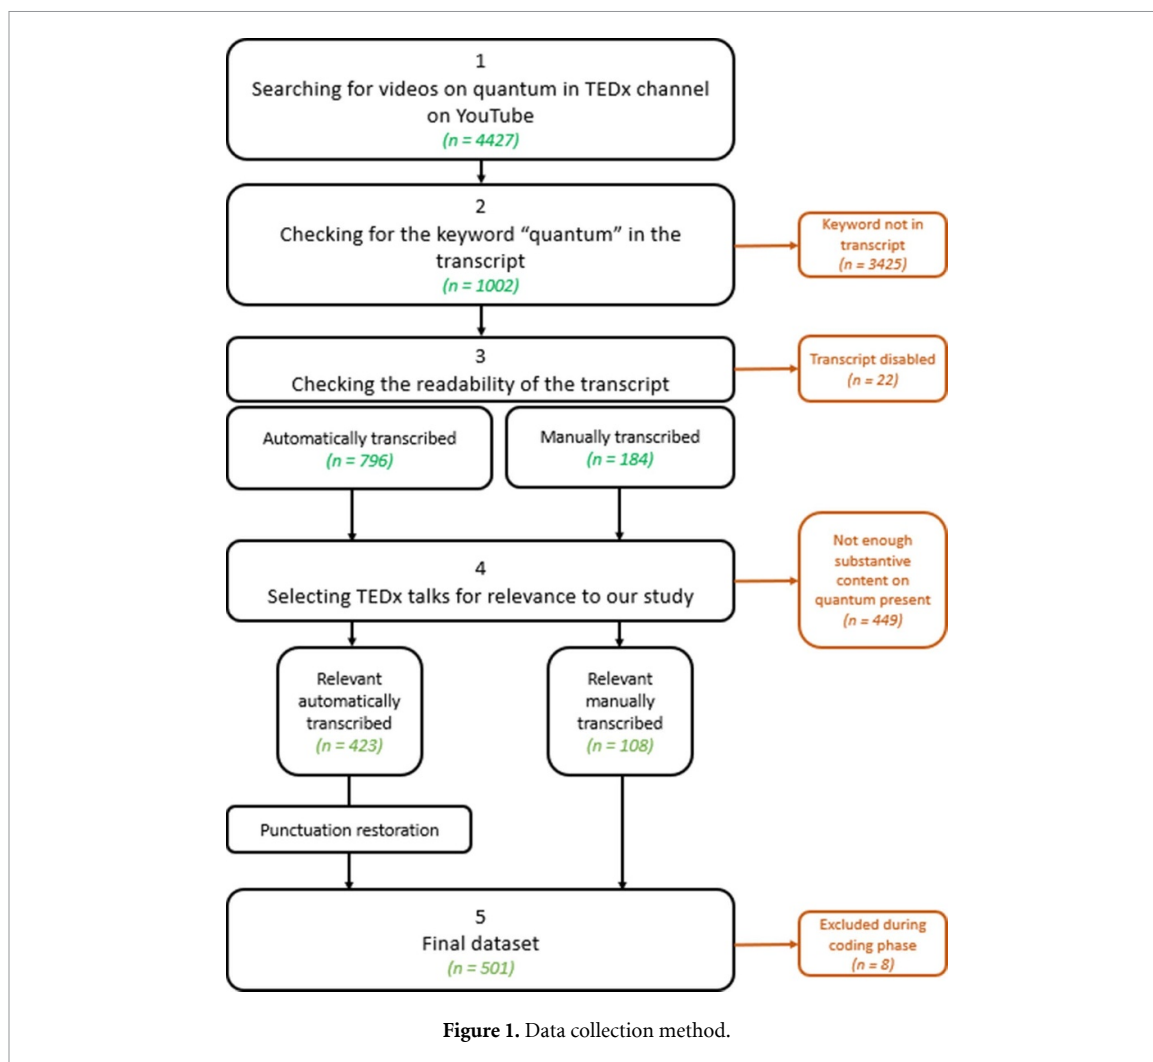 1
Searching for videos on quantum in TEDx channel
on YouTube
(n = 4427)
2
Checking for the keyword “quantum” in the
transcript
(n = 1002)
Keyword not in
transcript
(n = 3425)
3
Checking the readability of the transcript
Transcript disabled
(n = 22)
Automatically transcribed
(n = 796)
Manually transcribed
(n = 184)
4
Selecting TEDx talks for relevance to our study
Not enough
substantive
content on
quantum present
(n = 449)
Relevant
automatically
transcribed
(n = 423)
Relevant
manually
transcribed
(n = 108)
Punctuation restoration
5
Final dataset
(n = 501)
Excluded during
coding phase
(n = 8)
Figure 1. Data collection method.